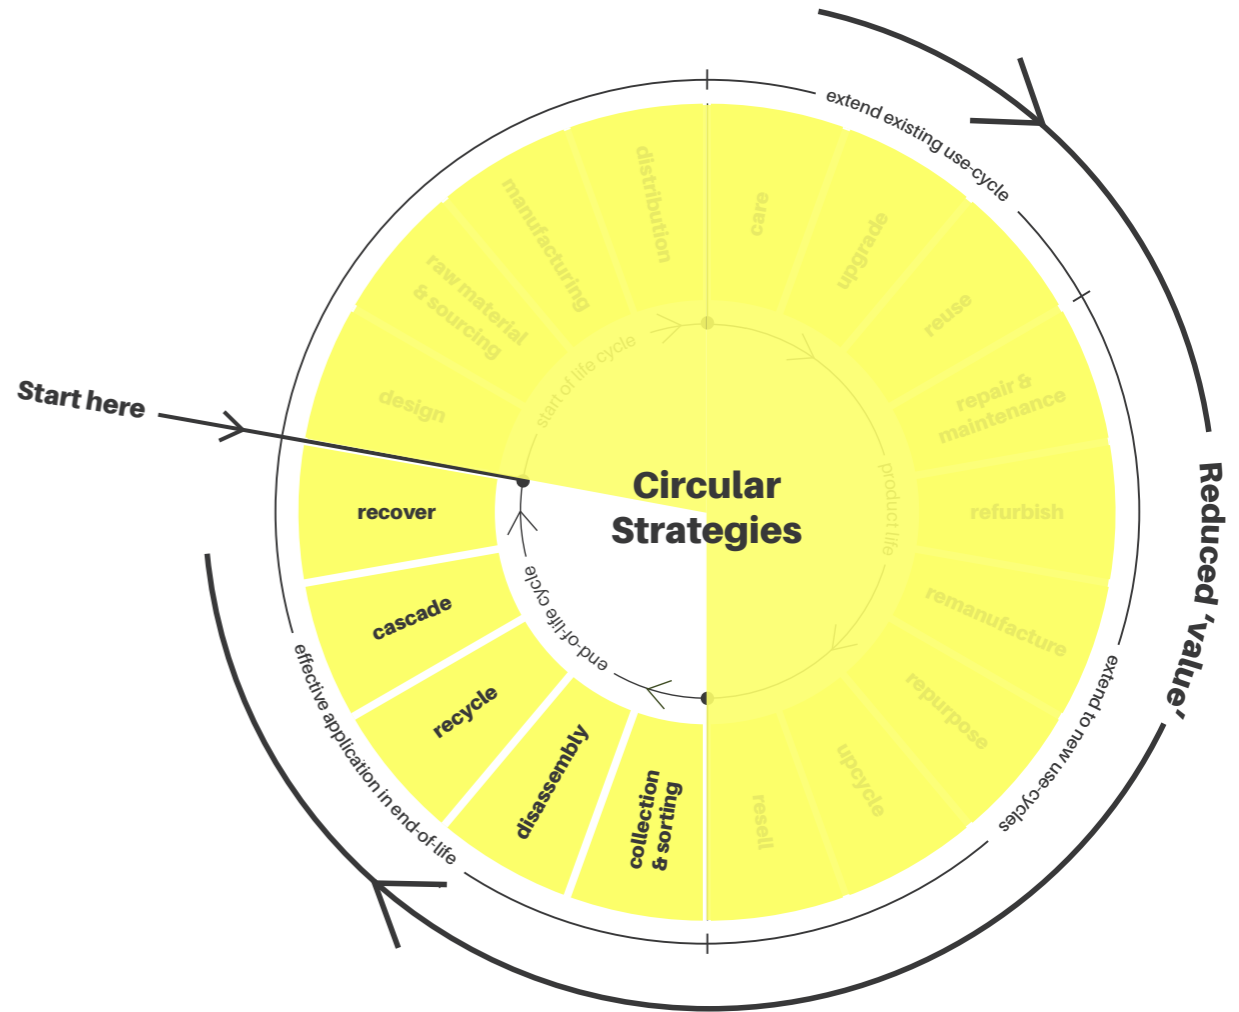 Start here
Circular
Strategies
design
raw material
& sourcing
manufacturing
distribution
care
upgrade
reuse
repair &
maintenance
refurbish
remanufacture
repurpose
upcycle
resell
collection
& sorting
disassembly
recycle
cascade
recover
start of life cycle
product life
end-of-life cycle
extend existing use-cycle
extend to new use-cycles
effective application in end-of-life
Reduced ‘value’